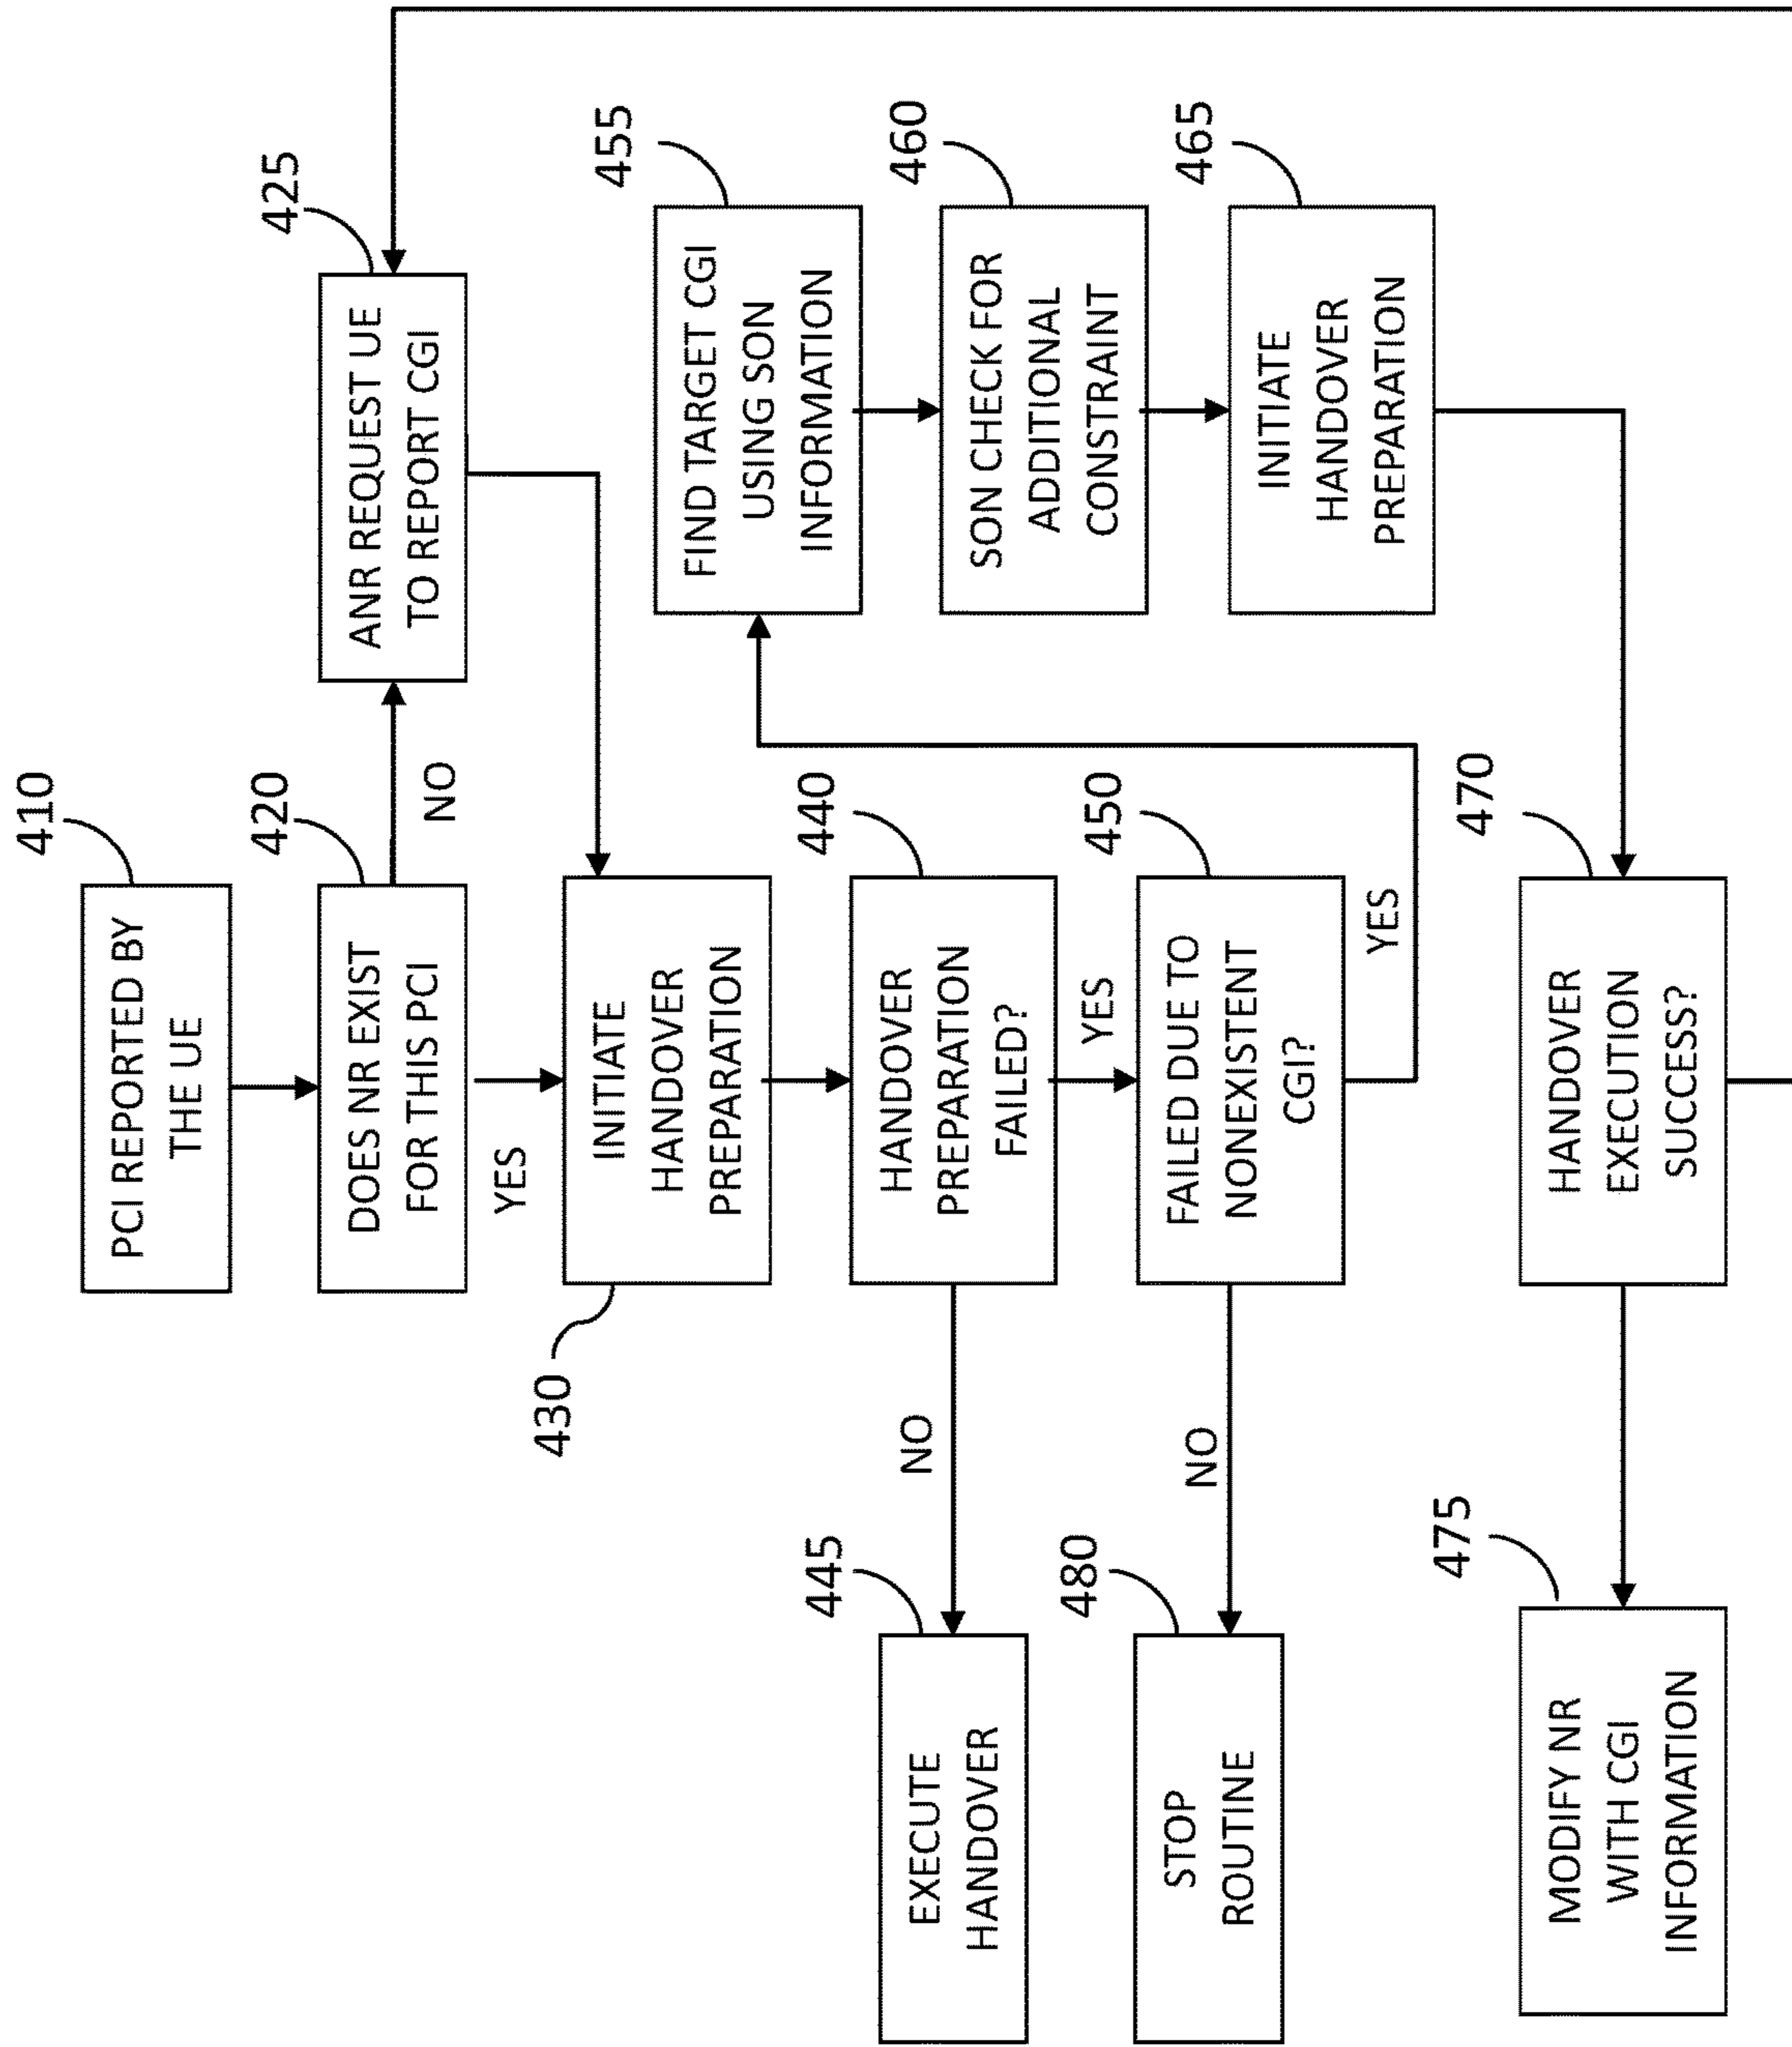 410
PCI REPORTED BY
THE UE
420
DOES NR EXIST
FOR THIS PCI
NO
425
ANR REQUEST UE
TO REPORT CGI
YES
430
INITIATE
HANDOVER
PREPARATION
440
HANDOVER
PREPARATION
FAILED?
NO
445
EXECUTE
HANDOVER
YES
450
FAILED DUE TO
NONEXISTENT
CGI?
NO
480
STOP
ROUTINE
YES
455
FIND TARGET CGI
USING SON
INFORMATION
460
SON CHECK FOR
ADDITIONAL
CONSTRAINT
465
INITIATE
HANDOVER
PREPARATION
470
HANDOVER
EXECUTION
SUCCESS?
475
MODIFY NR
WITH CGI
INFORMATION